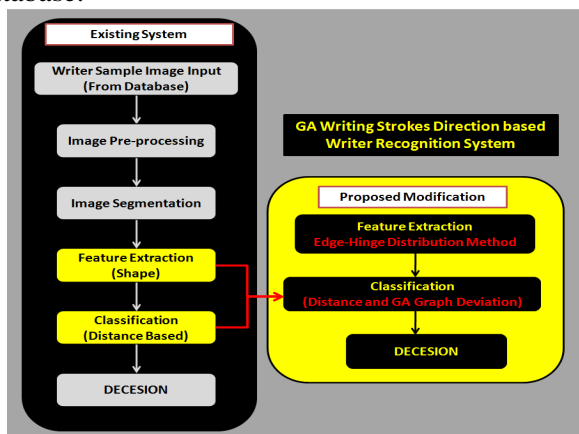 Existing System
Writer Sample Image Input
(From Database)
Image Pre-processing
Image Segmentation
Feature Extraction
(Shape)
Classification
(Distance Based)
DECESION
GA Writing Strokes Direction based
Writer Recognition System
Proposed Modification
Feature Extraction
Edge-Hinge Distribution Method
Classification
(Distance and GA Graph Deviation)
DECESION